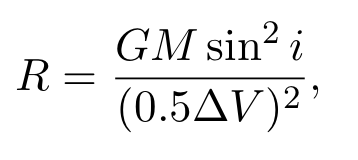 R = \frac{GM \sin^2 i}{(0.5 \Delta V)^2},